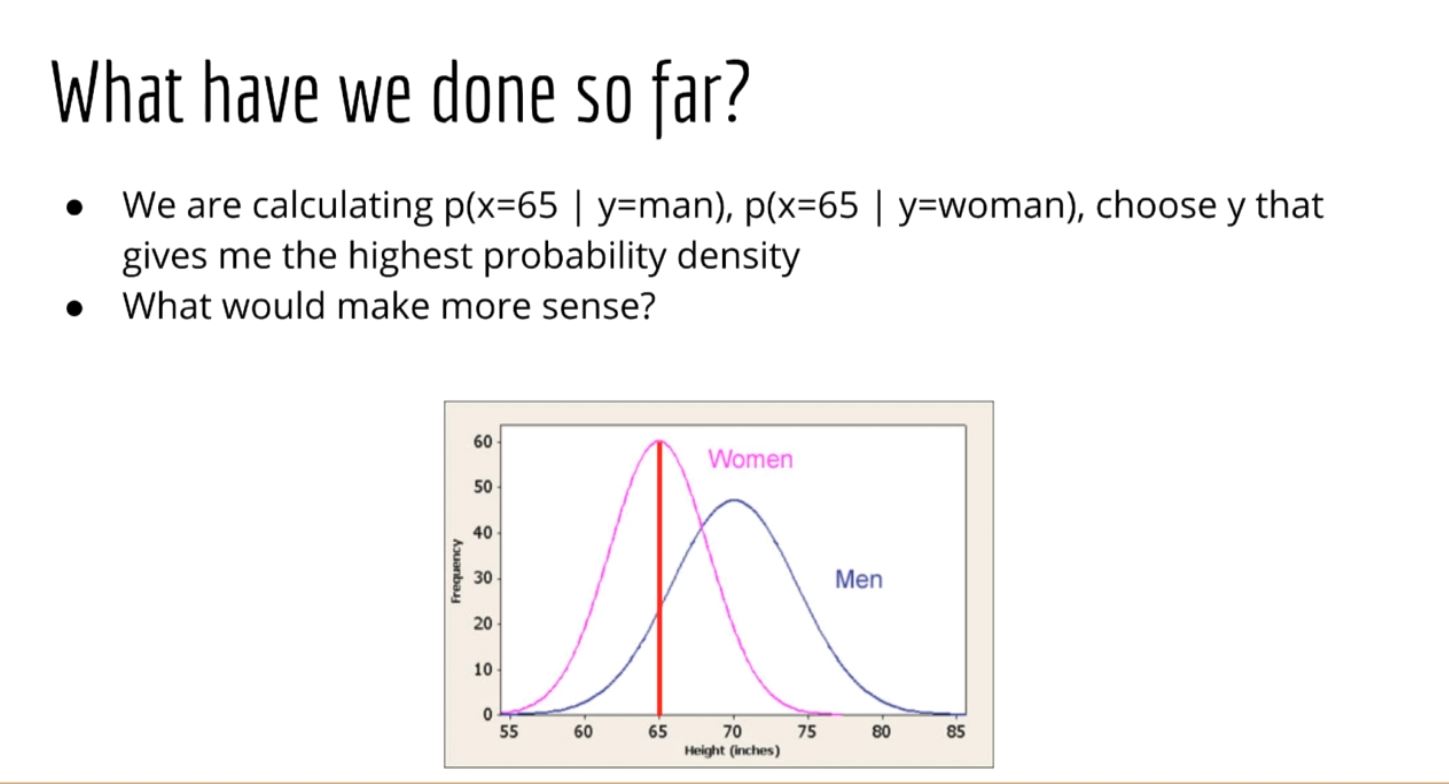 What have we done so far?
● We are calculating p(x=65 | y=man), p(x=65 | y=woman), choose y that
gives me the highest probability density
● What would make more sense?
60
50
40
30
20
10
0
Frequency
Women
Men
55 60 65 70 75 80 85
Height (inches)